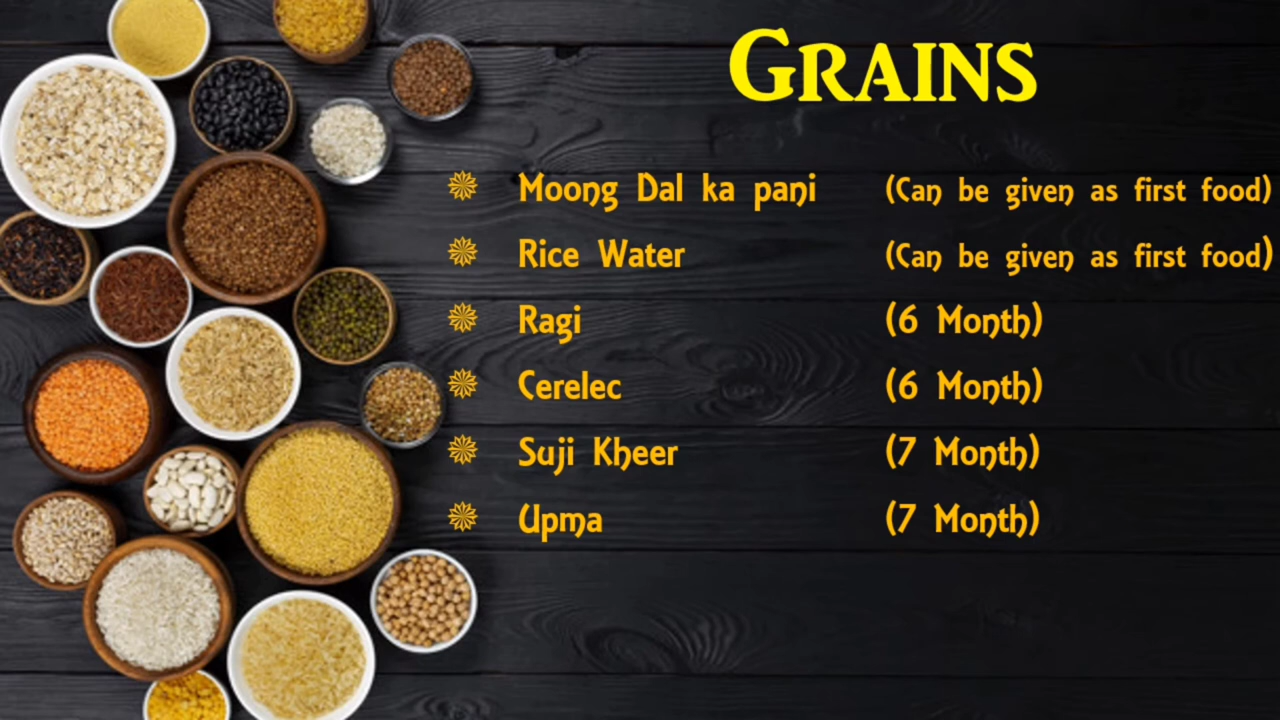 GRAINS
Moong Dal ka pani (Can be given as first food)
Rice Water (Can be given as first food)
Ragi (6 Month)
Cerelec (6 Month)
Suji Kheer (7 Month)
Upma (7 Month)